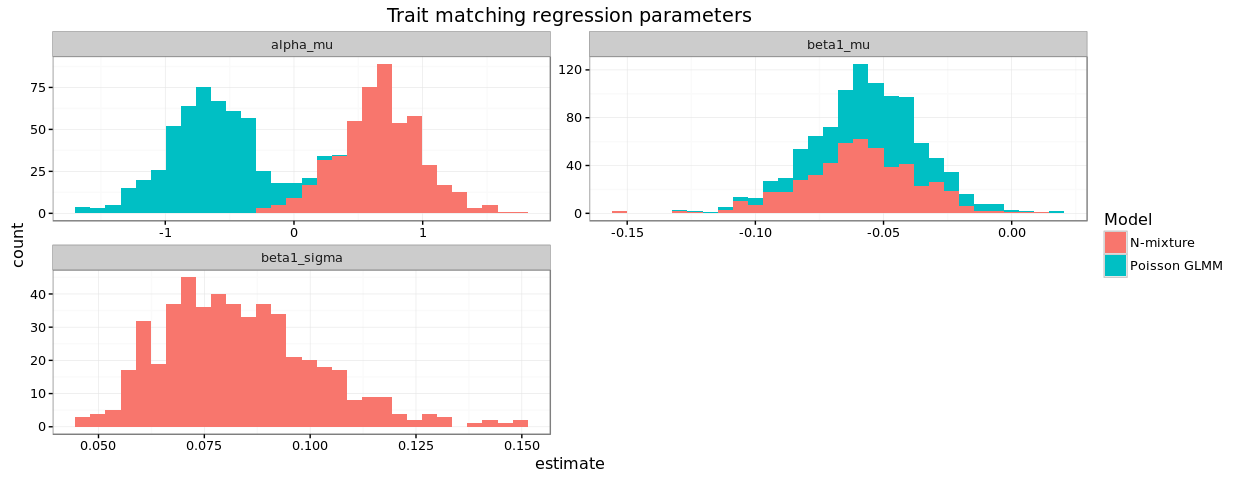 Trait matching regression parameters
alpha_mu
beta1_mu
75
50
25
0
-1
0
1
120
80
40
0
-0.15
-0.10
-0.05
0.00
count
beta1_sigma
40
30
20
10
0
0.050
0.075
0.100
0.125
0.150
estimate
Model
N-mixture
Poisson GLMM